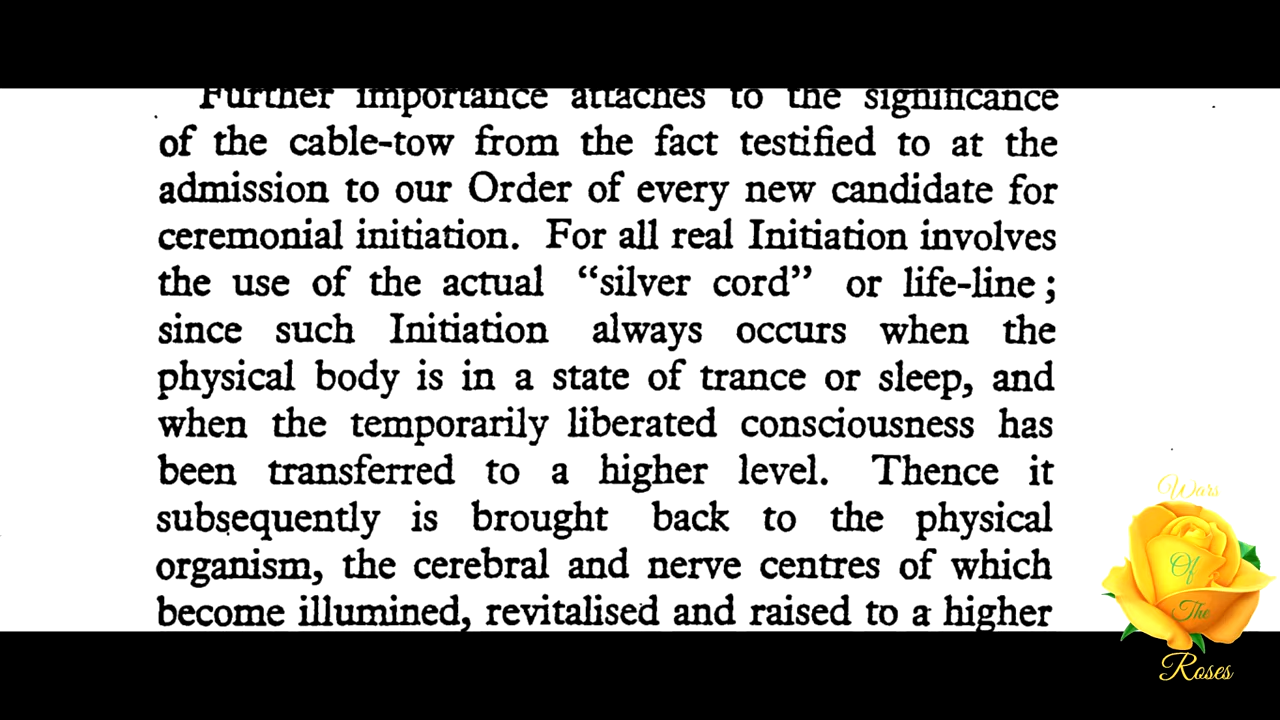 Further importance attaches to the significance
of the cable-tow from the fact testified to at the
admission to our Order of every new candidate for
ceremonial initiation. For all real Initiation involves
the use of the actual “silver cord” or life-line;
since such Initiation always occurs when the
physical body is in a state of trance or sleep, and
when the temporarily liberated consciousness has
been transferred to a higher level. Thence it
subsequently is brought back to the physical
organism, the cerebral and nerve centres of which
become illumined, revitalised and raised to a higher
Wars
Of
The
Roses